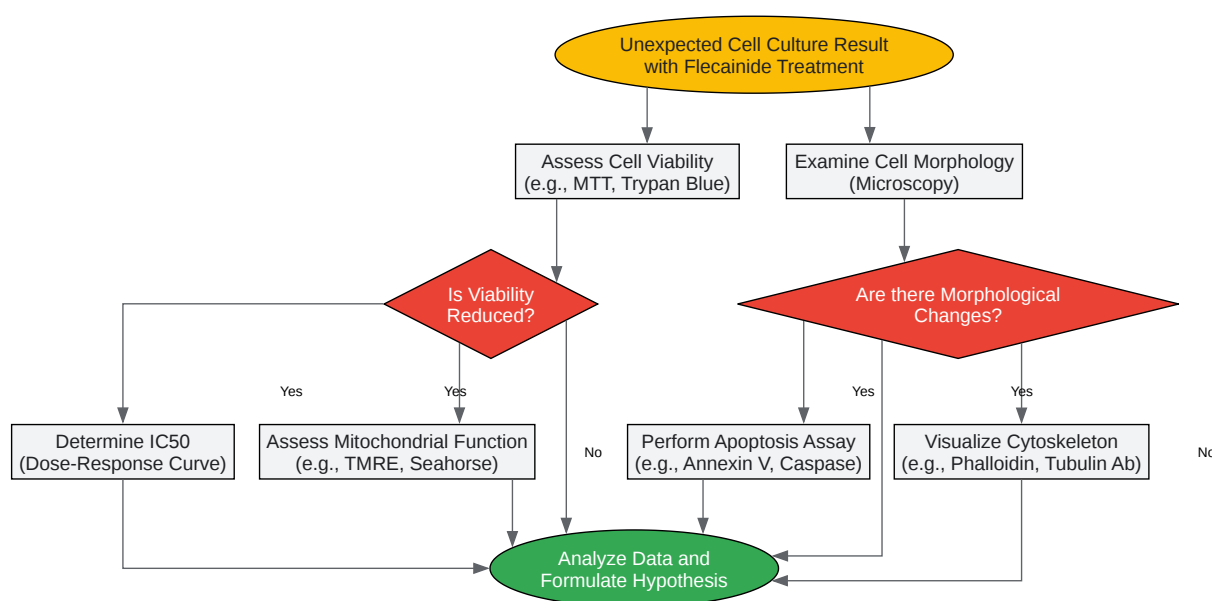 Unexpected Cell Culture Result
with Flecainide Treatment
Assess Cell Viability
(e.g., MTT, Trypan Blue)
Examine Cell Morphology
(Microscopy)
Is Viability
Reduced?
Are there Morphological
Changes?
Yes
Yes
Yes
Yes
Determine IC50
(Dose-Response Curve)
Assess Mitochondrial Function
(e.g., TMRE, Seahorse)
No
Perform Apoptosis Assay
(e.g., Annexin V, Caspase)
Visualize Cytoskeleton
(e.g., Phalloidin, Tubulin Ab)
No
Analyze Data and
Formulate Hypothesis